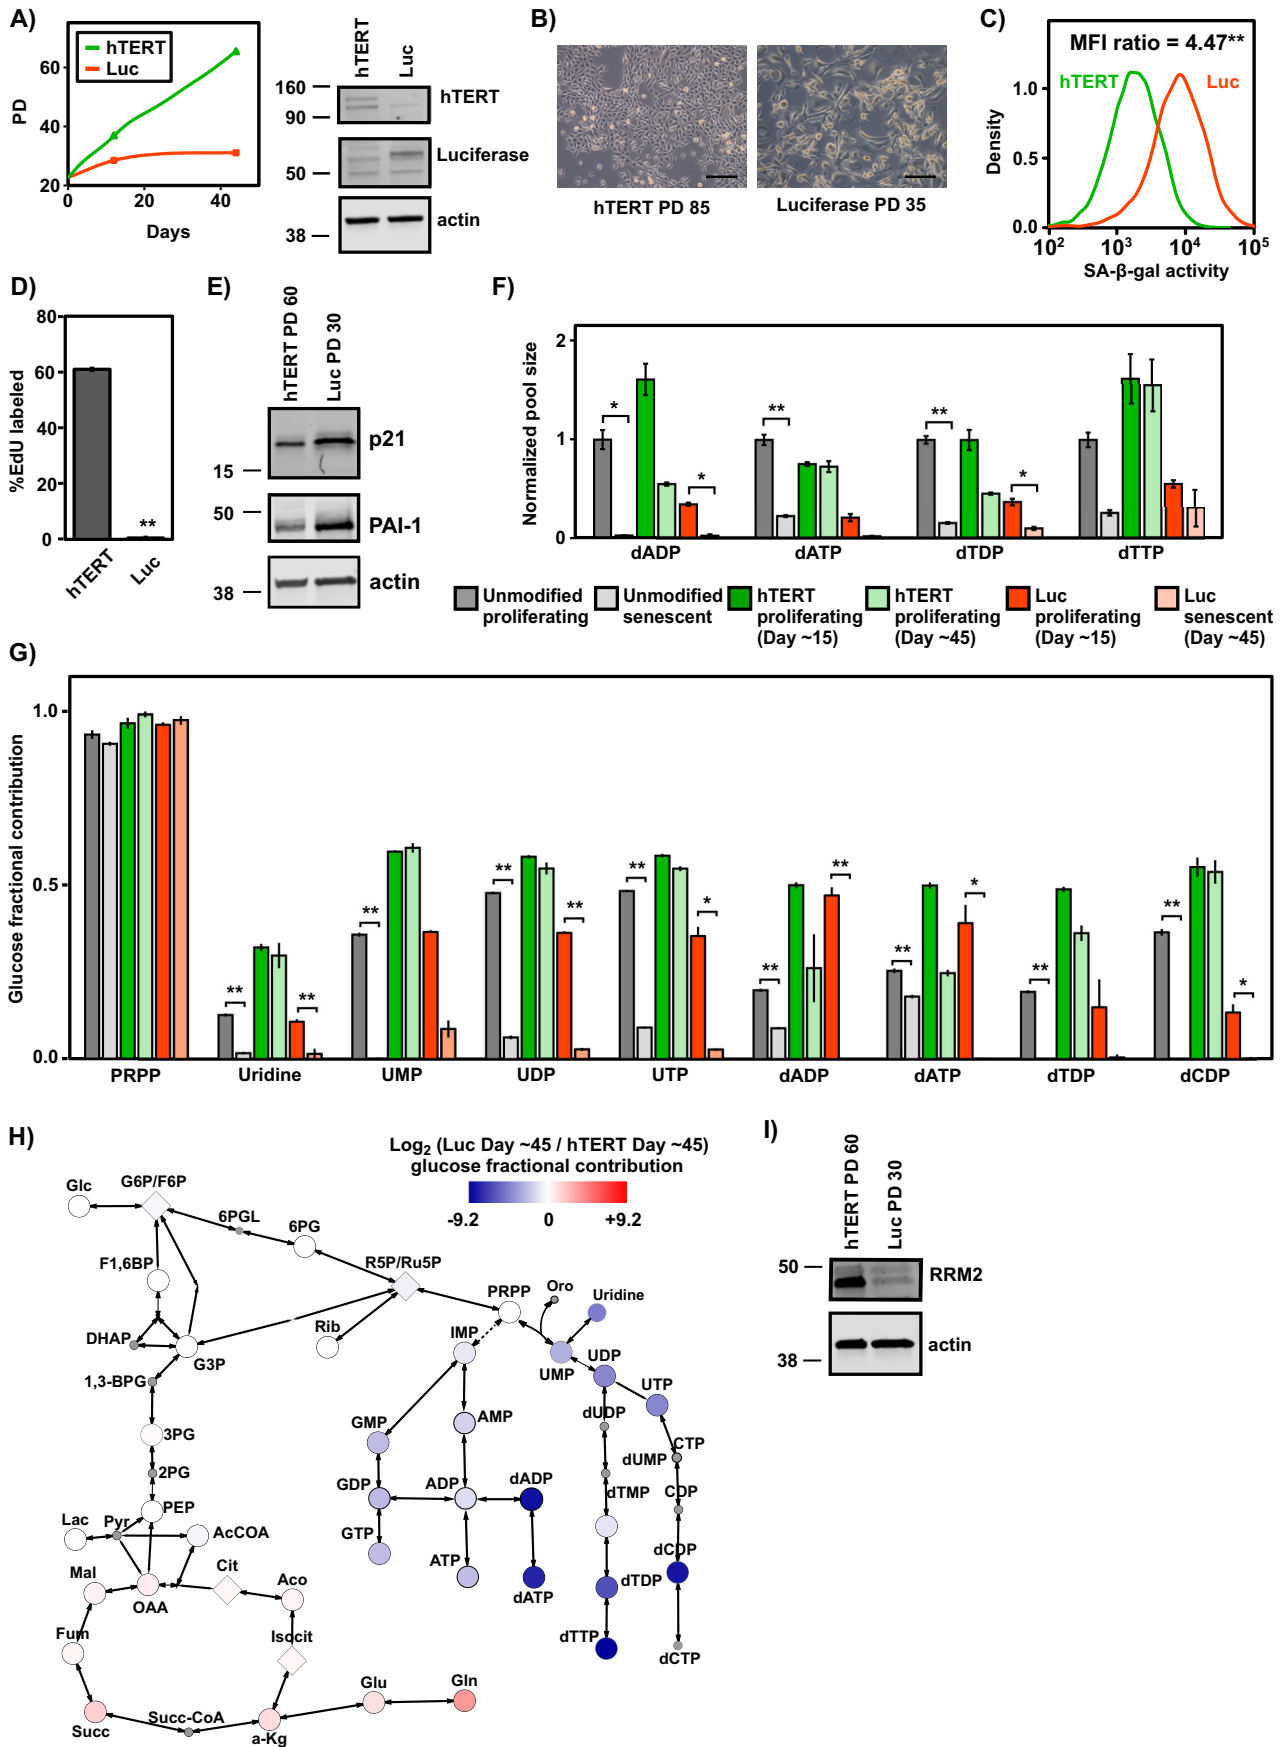 A)
hTERT
Luc
PD
60
40
20
0
20
40
Days
hTERT
Luc
160
90
hTERT
50
Luciferase
38
actin
B)
hTERT PD 85
Luciferase PD 35
C)
MFI ratio = 4.47**
hTERT
Luc
Density
1.0
0.5
0.0
10²
10³
10⁴
10⁵
SA-β-gal activity
D)
%EdU labeled
80
60
40
20
0
**
hTERT
Luc
E)
hTERT PD 60
Luc PD 30
15
p21
50
PAI-1
38
actin
F)
Normalized pool size
2
1
0
*
**
**
*
*
dADP
dATP
dTDP
dTTP
Unmodified proliferating
Unmodified senescent
hTERT proliferating (Day ~15)
hTERT proliferating (Day ~45)
Luc proliferating (Day ~15)
Luc senescent (Day ~45)
G)
Glucose fractional contribution
1.0
0.5
0.0
**
**
**
**
**
**
*
**
**
**
*
**
**
*
PRPP
Uridine
UMP
UDP
UTP
dADP
dATP
dTDP
dCDP
H)
Log₂ (Luc Day ~45 / hTERT Day ~45)
glucose fractional contribution
-9.2
0
+9.2
Glc
G6P/F6P
6PGL
6PG
F1,6BP
R5P/Ru5P
PRPP
Oro
Uridine
DHAP
G3P
Rib
IMP
UMP
UDP
UTP
1,3-BPG
3PG
GMP
AMP
dUDP
dUMP
CTP
2PG
GDP
ADP
dADP
dTMP
CDP
PEP
Lac
Pyr
AcCOA
GTP
ATP
dATP
dTDP
dCDP
Mal
OAA
Cit
Aco
dTTP
dCTP
Fum
Isocit
Succ
Succ-CoA
a-Kg
Glu
Gln
I)
hTERT PD 60
Luc PD 30
50
RRM2
38
actin